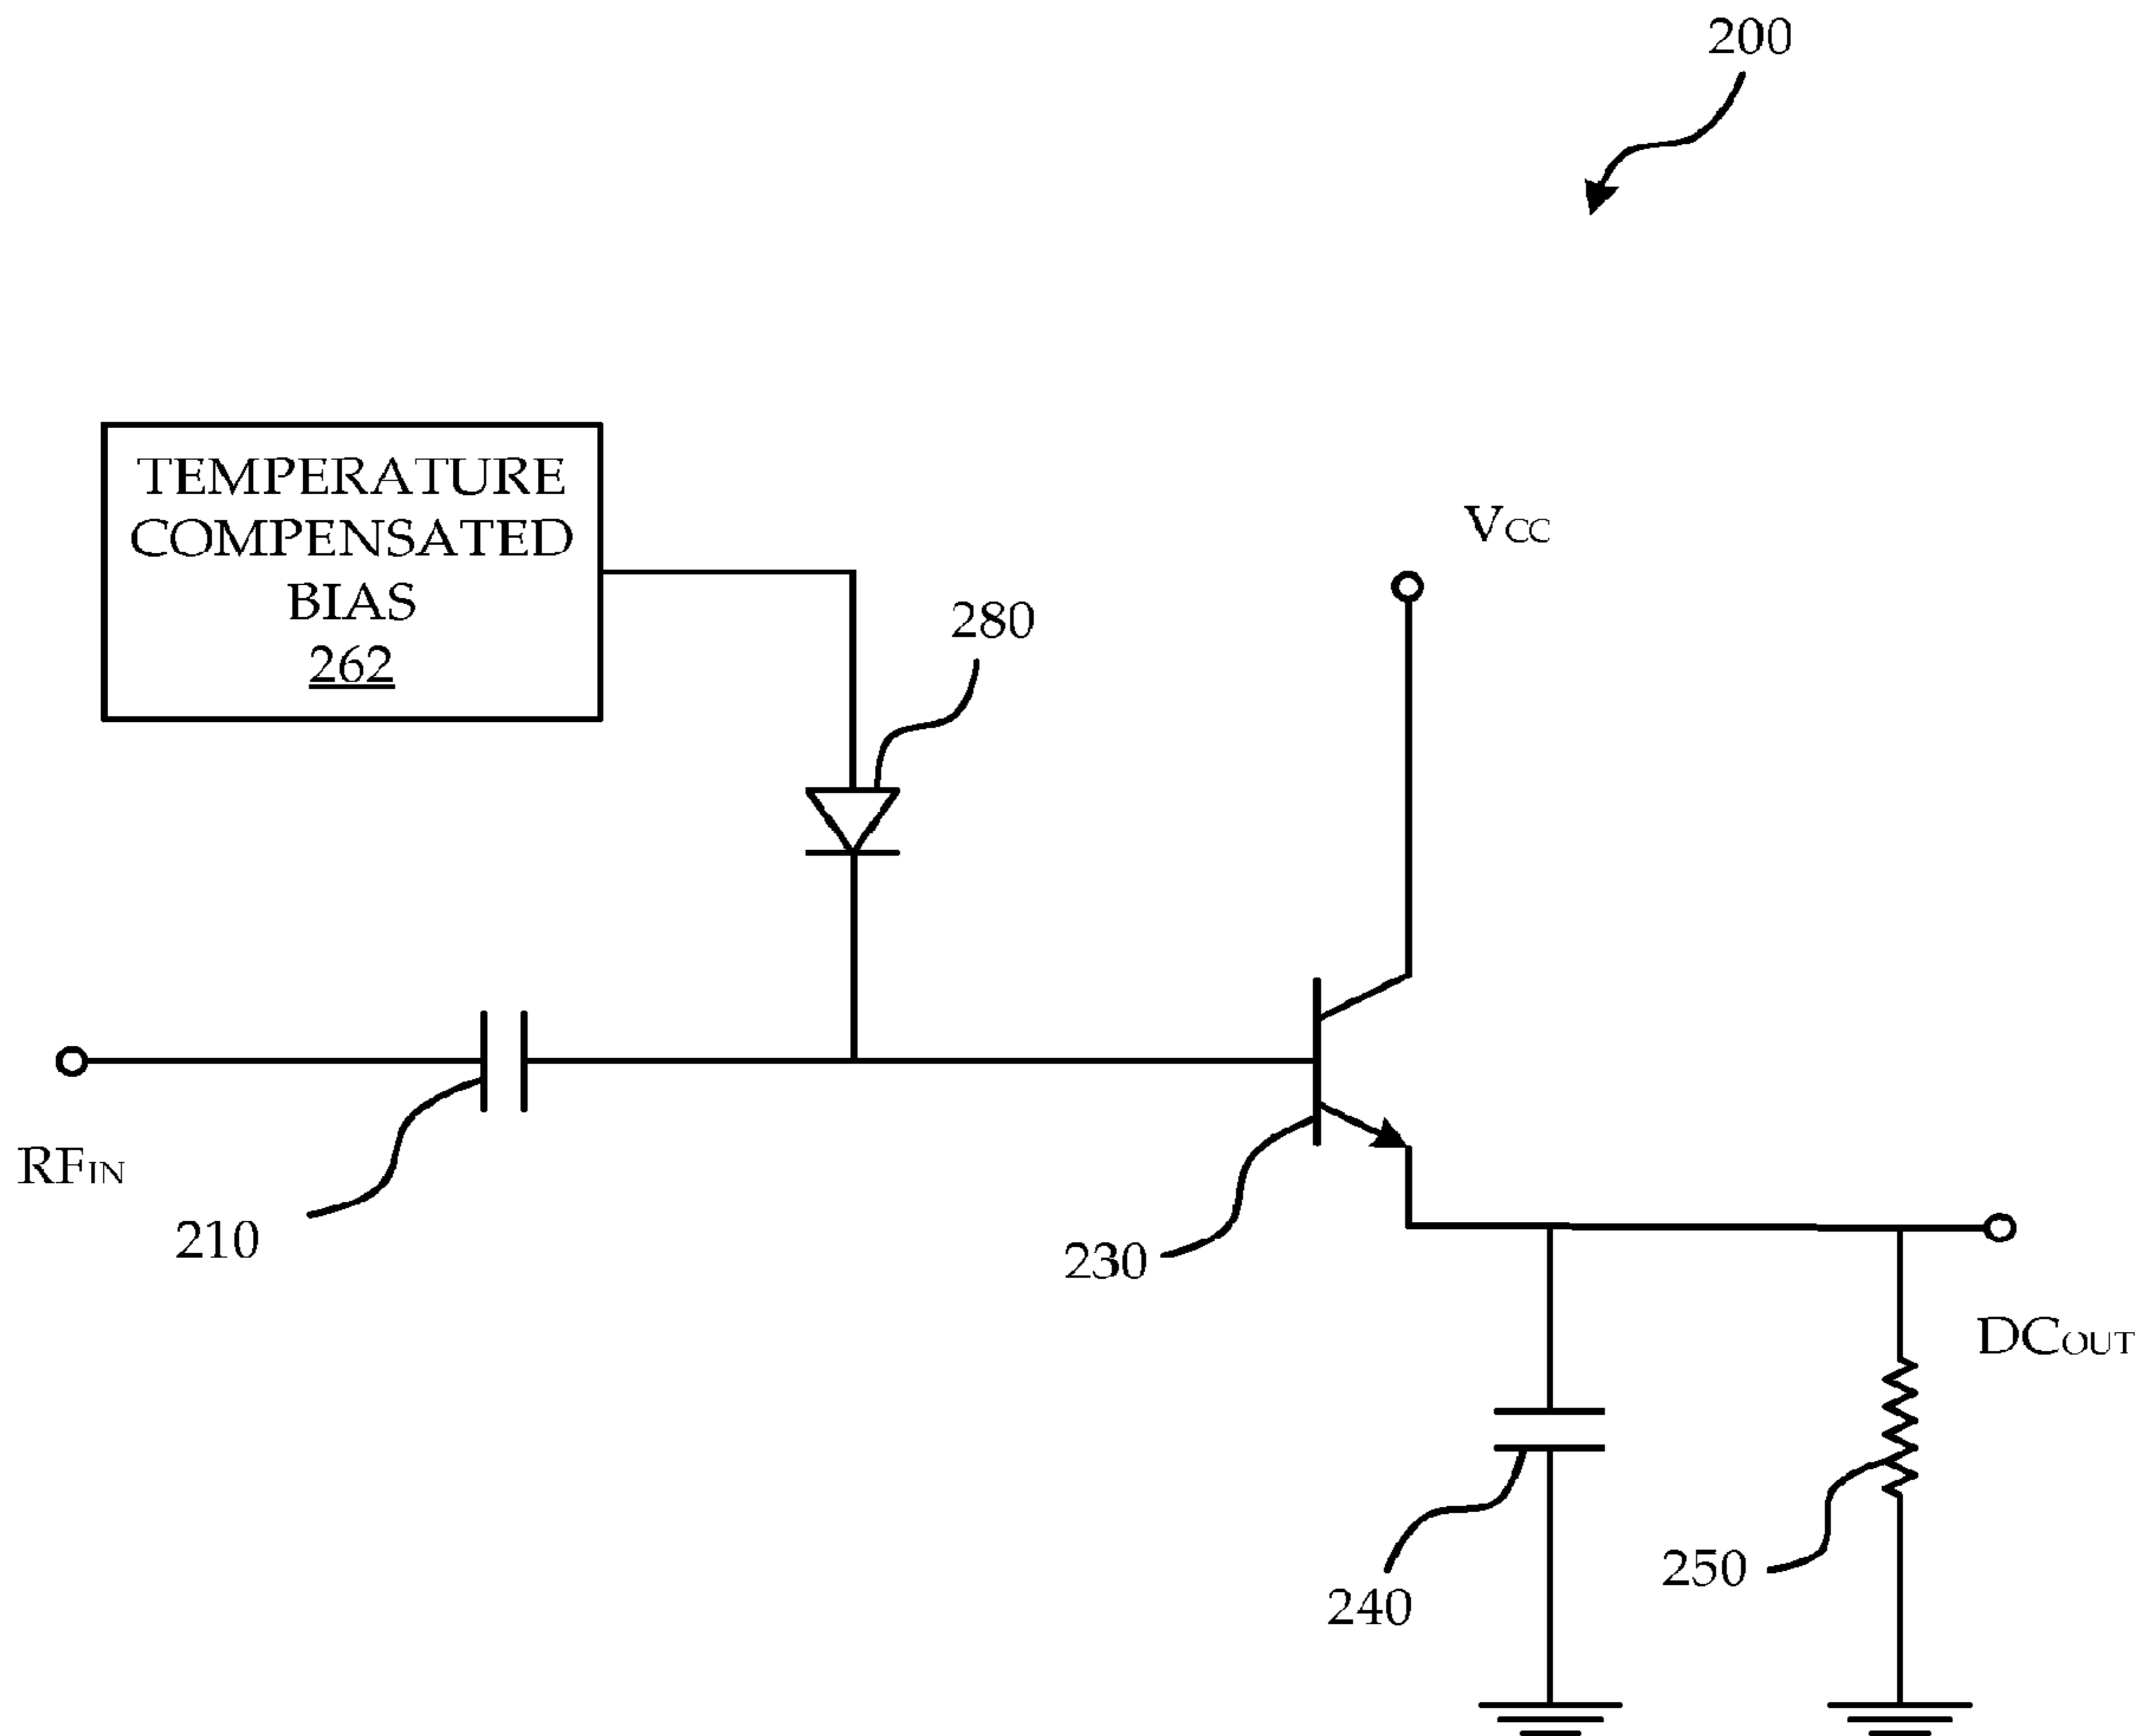 200
TEMPERATURE
COMPENSATED
BIAS
262
VCC
280
RFIN
210
230
DCOUT
240
250